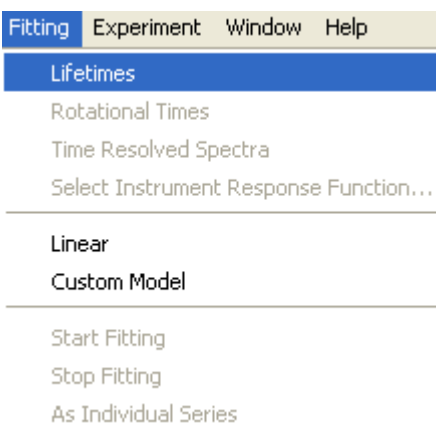 Fitting Experiment Window Help
Lifetimes
Rotational Times
Time Resolved Spectra
Select Instrument Response Function...
Linear
Custom Model
Start Fitting
Stop Fitting
As Individual Series